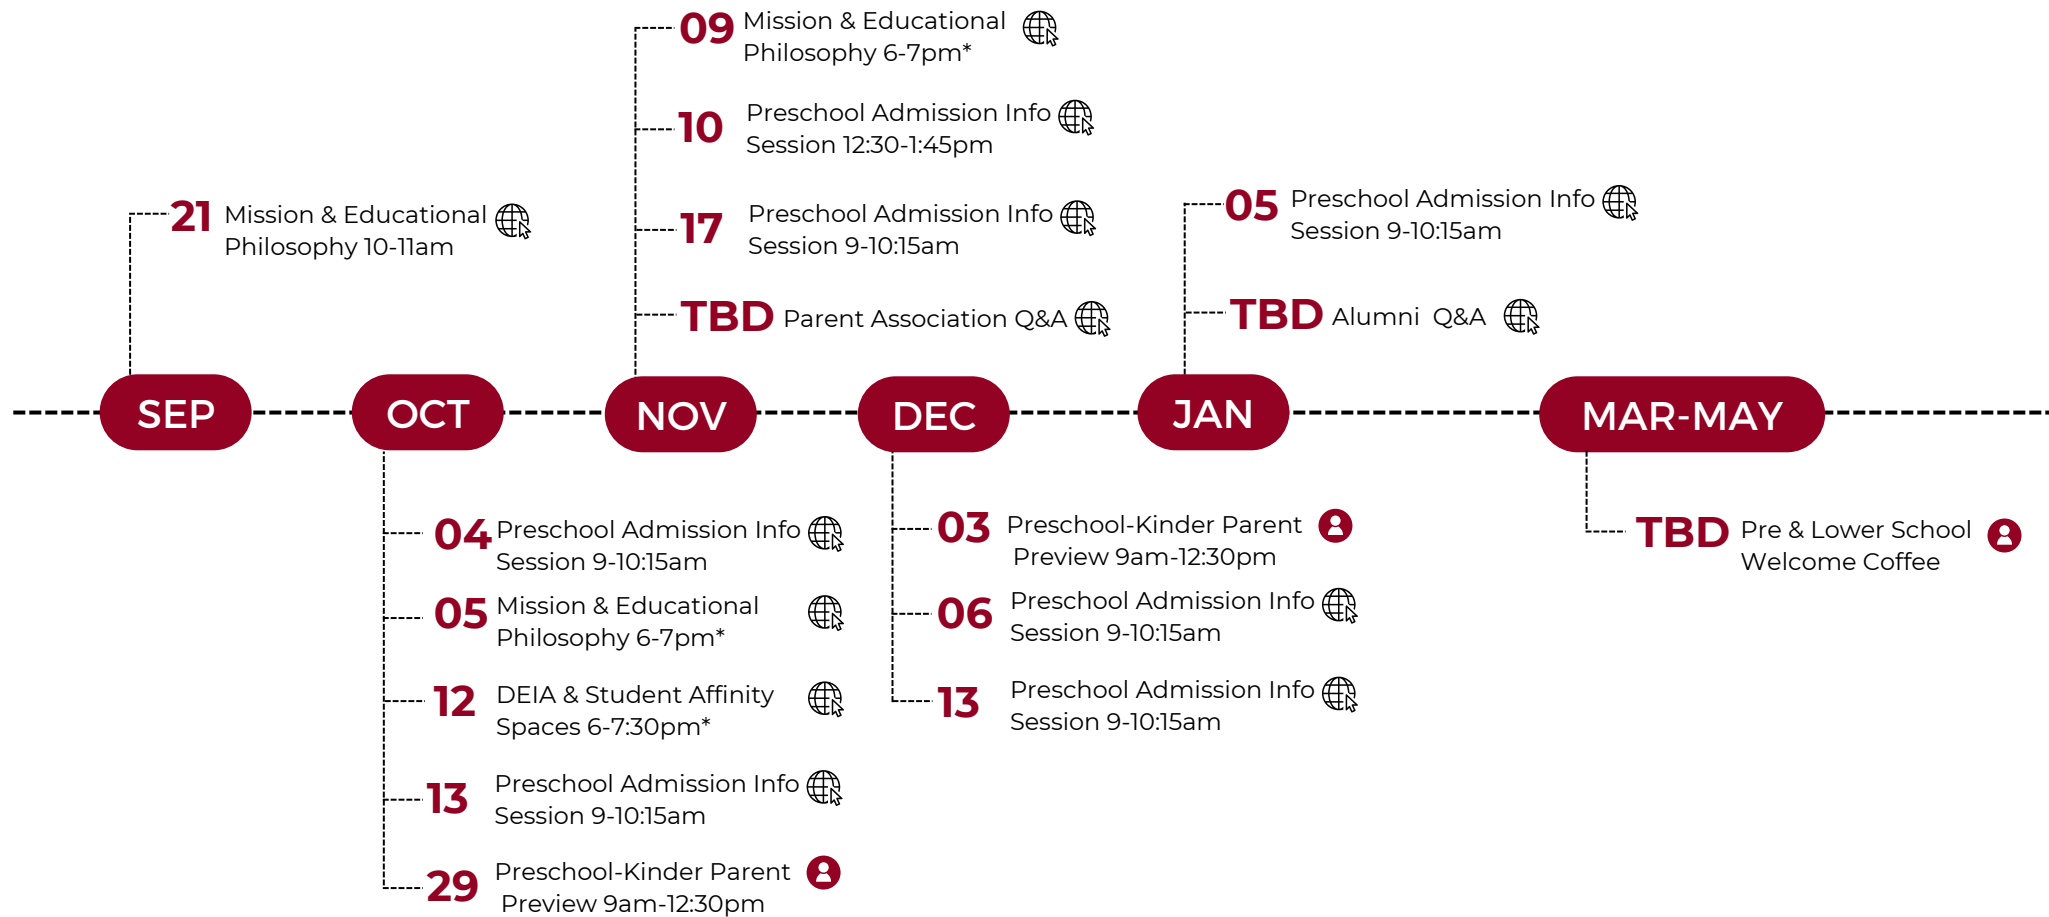 SEP
21
Mission & Educational
Philosophy 10-11am
OCT
04
Preschool Admission Info
Session 9-10:15am
05
Mission & Educational
Philosophy 6-7pm*
12
DEIA & Student Affinity
Spaces 6-7:30pm*
13
Preschool Admission Info
Session 9-10:15am
29
Preschool-Kinder Parent
Preview 9am-12:30pm
NOV
09
Mission & Educational
Philosophy 6-7pm*
10
Preschool Admission Info
Session 12:30-1:45pm
17
Preschool Admission Info
Session 9-10:15am
TBD
Parent Association Q&A
DEC
03
Preschool-Kinder Parent
Preview 9am-12:30pm
06
Preschool Admission Info
Session 9-10:15am
13
Preschool Admission Info
Session 9-10:15am
JAN
05
Preschool Admission Info
Session 9-10:15am
TBD
Alumni Q&A
MAR-MAY
TBD
Pre & Lower School
Welcome Coffee